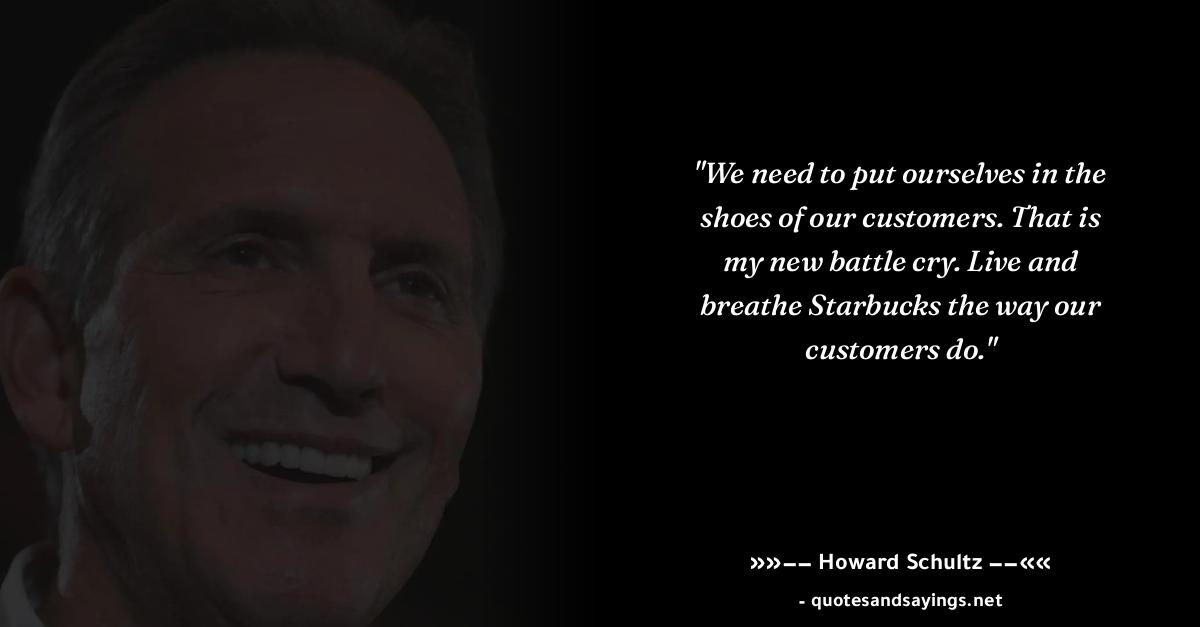 "We need to put ourselves in the
shoes of our customers. That is
my new battle cry. Live and
breathe Starbucks the way our
customers do."
»»–– Howard Schultz ––««
- quotesandsayings.net